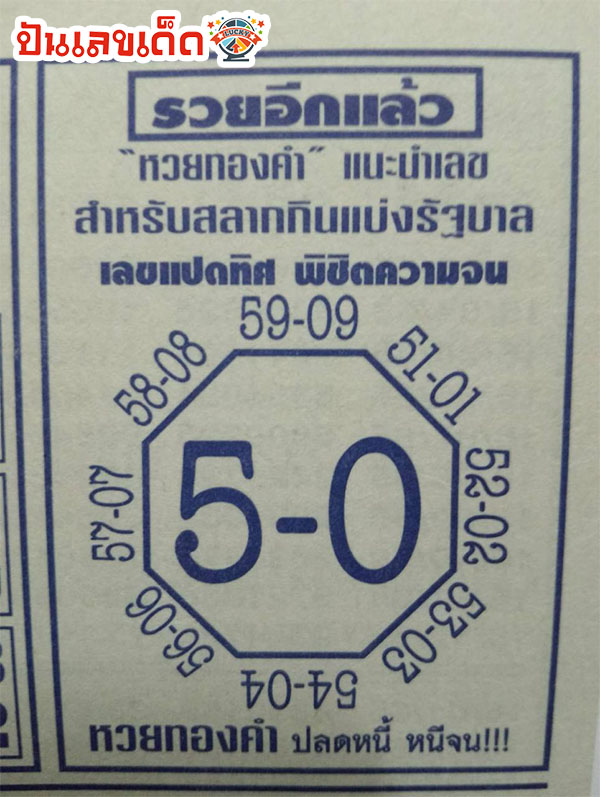 ปันเลขเด็ด LUCKY
รวยอีกแล้ว
"หวยทองคำ" แนะนำเลข
สำหรับสลากกินแบ่งรัฐบาล
เลขแปดทิศ พิชิตความจน
59-09
58-08
51-01
57-07
5-0
52-02
56-06
53-03
54-04
หวยทองคำ ปลดหนี้ หนีจน!!!